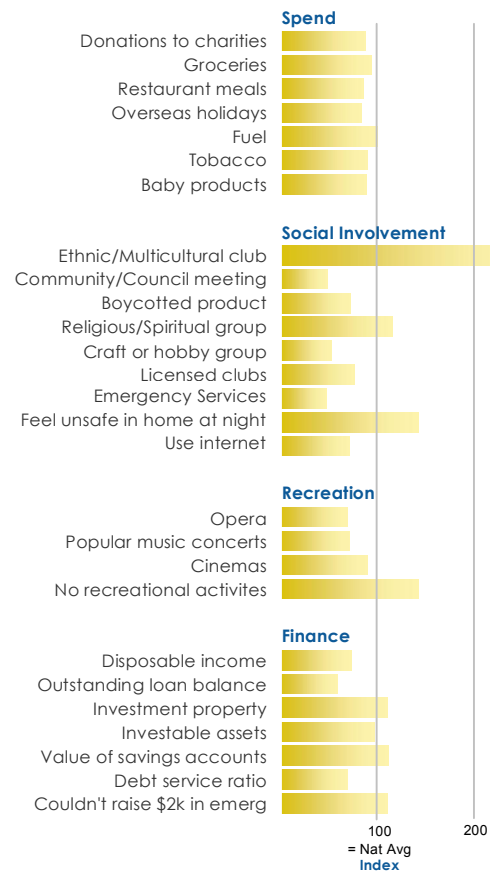 Spend
Donations to charities
Groceries
Restaurant meals
Overseas holidays
Fuel
Tobacco
Baby products
Social Involvement
Ethnic/Multicultural club
Community/Council meeting
Boycotted product
Religious/Spiritual group
Craft or hobby group
Licensed clubs
Emergency Services
Feel unsafe in home at night
Use internet
Recreation
Opera
Popular music concerts
Cinemas
No recreational activites
Finance
Disposable income
Outstanding loan balance
Investment property
Investable assets
Value of savings accounts
Debt service ratio
Couldn't raise $2k in emerg
100 200
= Nat Avg
Index